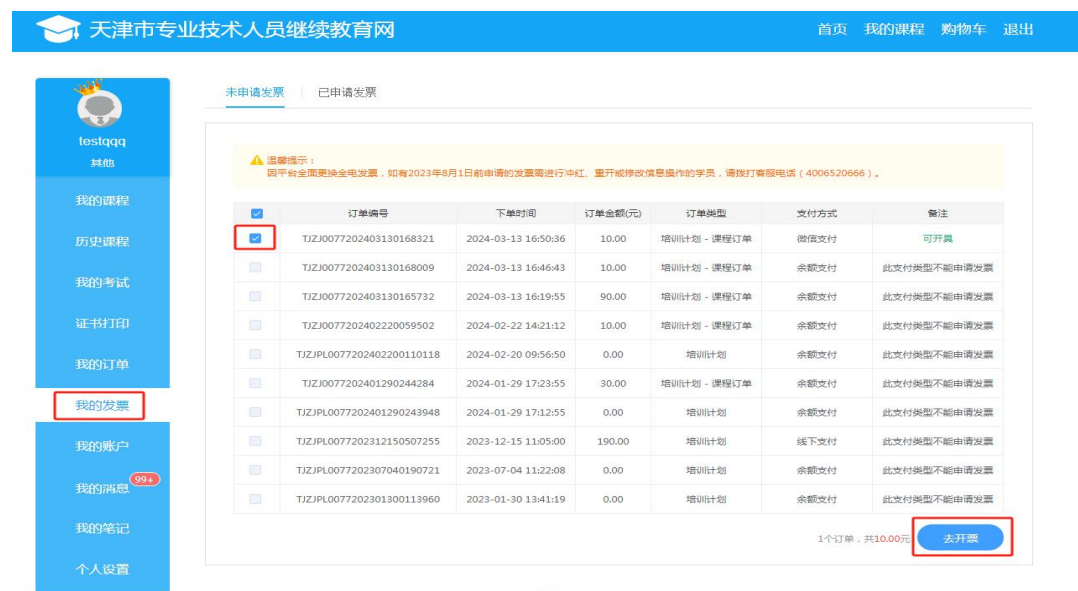 天津市专业技术人员继续教育网 首页 我的课程 购物车 退出
未申请发票 已申请发票
testqqq
其他
我的课程
历史课程
我的考试
证书打印
我的订单
我的发票
我的账户
我的消息 99+
我的笔记
个人设置
温馨提示：
因平台全面更换全电发票，如有2023年8月1日前申请的发票需进行冲红、重开或修改信息操作的学员，请拨打客服电话（4006520666）。
订单编号 下单时间 订单金额(元) 订单类型 支付方式 备注
TJZJ0077202403130168321 2024-03-13 16:50:36 10.00 培训计划 - 课程订单 微信支付 可开具
TJZJ0077202403130168009 2024-03-13 16:46:43 10.00 培训计划 - 课程订单 余额支付 此支付类型不能申请发票
TJZJ0077202403130165732 2024-03-13 16:19:55 90.00 培训计划 - 课程订单 余额支付 此支付类型不能申请发票
TJZJ0077202402220059502 2024-02-22 14:21:12 10.00 培训计划 - 课程订单 余额支付 此支付类型不能申请发票
TJZJPL0077202402200110118 2024-02-20 09:56:50 0.00 培训计划 余额支付 此支付类型不能申请发票
TJZJ0077202401290244284 2024-01-29 17:23:55 30.00 培训计划 - 课程订单 余额支付 此支付类型不能申请发票
TJZJPL0077202401290243948 2024-01-29 17:12:55 0.00 培训计划 余额支付 此支付类型不能申请发票
TJZJPL0077202312150507255 2023-12-15 11:05:00 190.00 培训计划 线下支付 此支付类型不能申请发票
TJZJPL0077202307040190721 2023-07-04 11:22:08 0.00 培训计划 余额支付 此支付类型不能申请发票
TJZJPL0077202301300113960 2023-01-30 13:41:19 0.00 培训计划 余额支付 此支付类型不能申请发票
1个订单，共10.00元 去开票